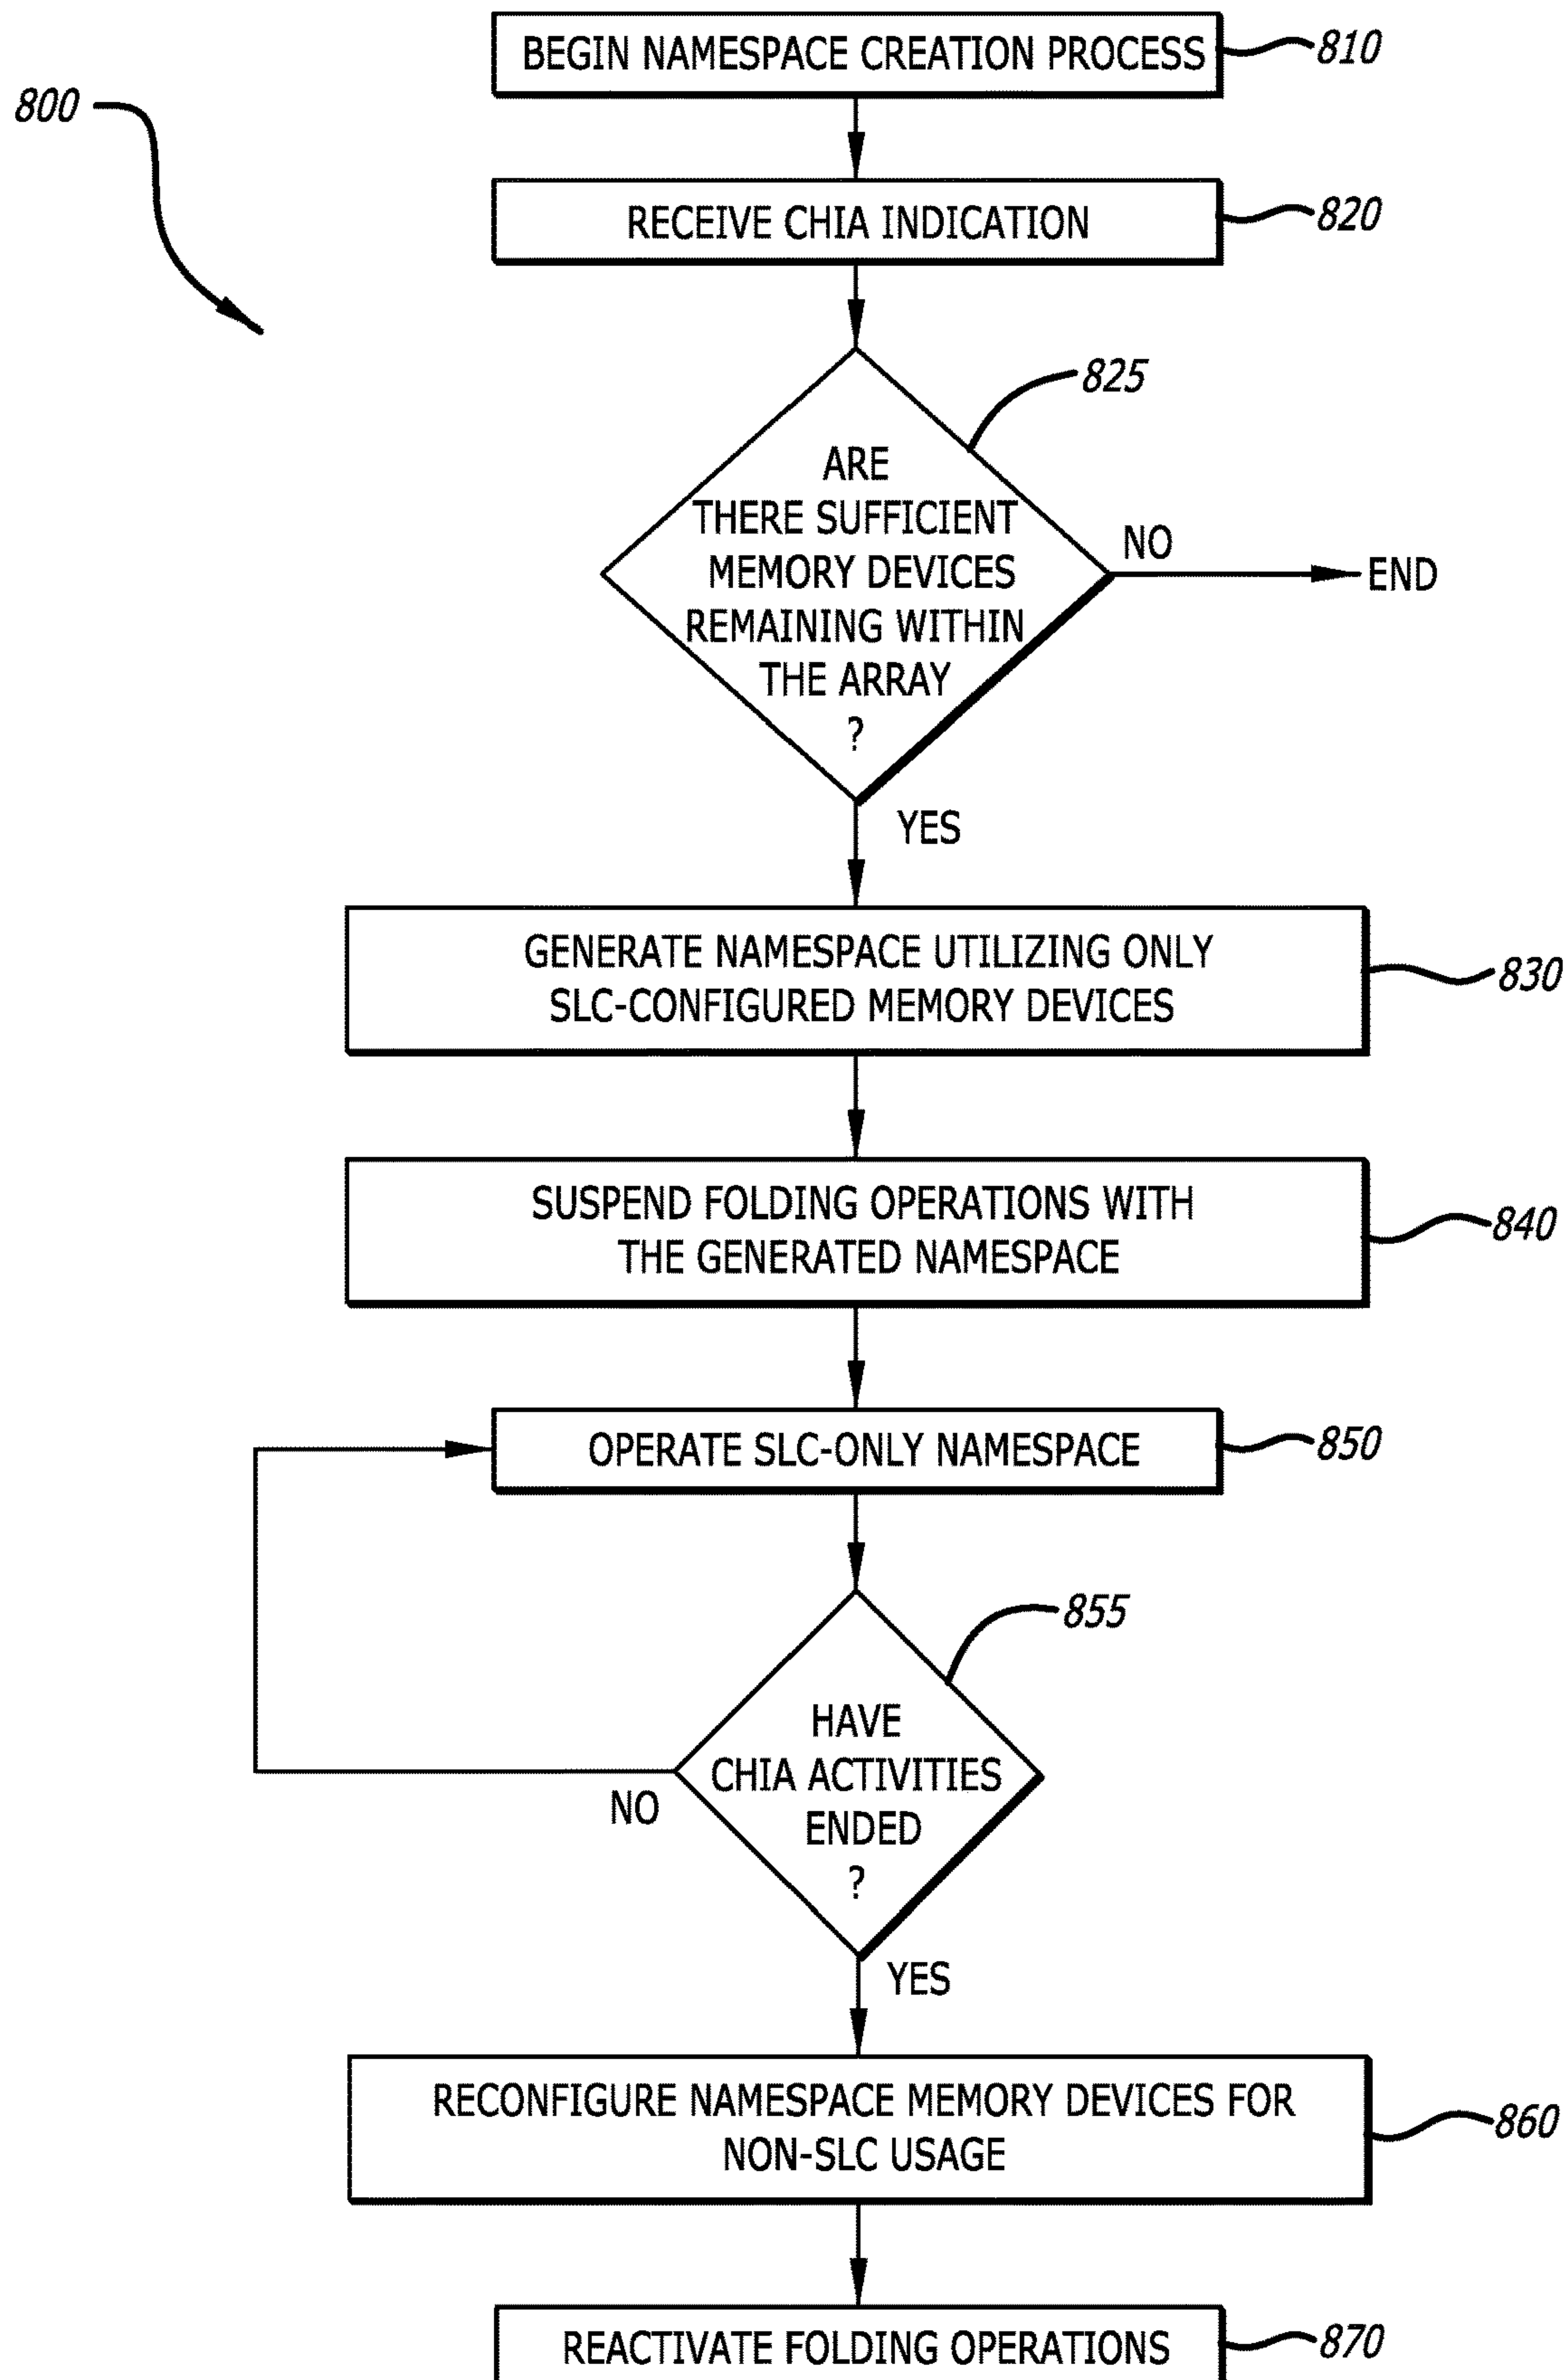 BEGIN NAMESPACE CREATION PROCESS
810
800
RECEIVE CHIA INDICATION
820
825
ARE
THERE SUFFICIENT
MEMORY DEVICES
REMAINING WITHIN
THE ARRAY
?
NO
END
YES
GENERATE NAMESPACE UTILIZING ONLY
SLC-CONFIGURED MEMORY DEVICES
830
SUSPEND FOLDING OPERATIONS WITH
THE GENERATED NAMESPACE
840
OPERATE SLC-ONLY NAMESPACE
850
855
HAVE
CHIA ACTIVITIES
ENDED
?
NO
YES
RECONFIGURE NAMESPACE MEMORY DEVICES FOR
NON-SLC USAGE
860
REACTIVATE FOLDING OPERATIONS
870